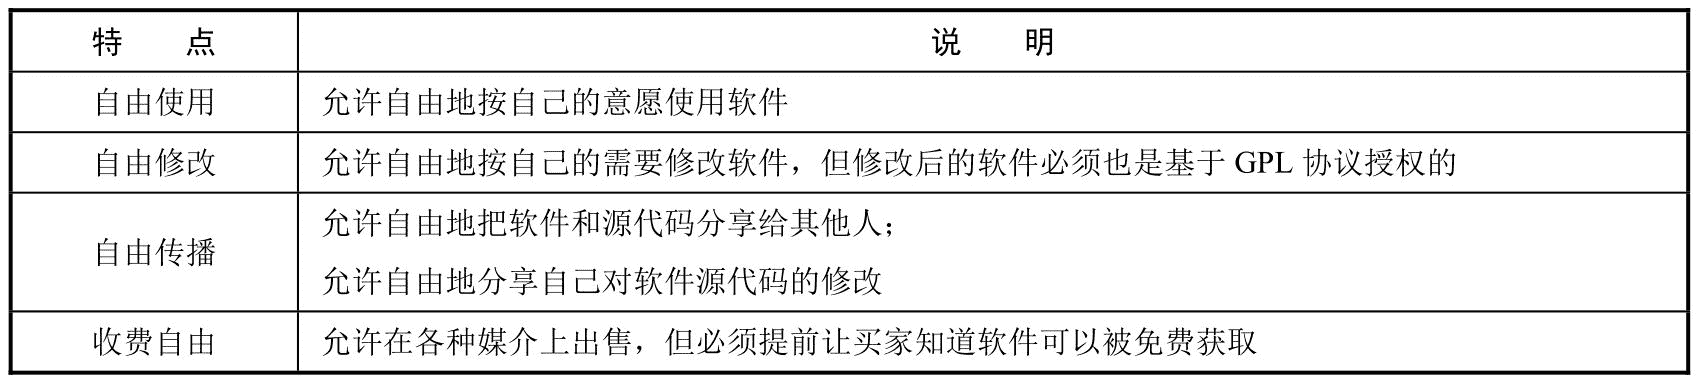 特 点 说 明
自由使用 允许自由地按自己的意愿使用软件
自由修改 允许自由地按自己的需要修改软件，但修改后的软件必须也是基于 GPL 协议授权的
自由传播 允许自由地把软件和源代码分享给其他人；
允许自由地分享自己对软件源代码的修改
收费自由 允许在各种媒介上出售，但必须提前让买家知道软件可以被免费获取